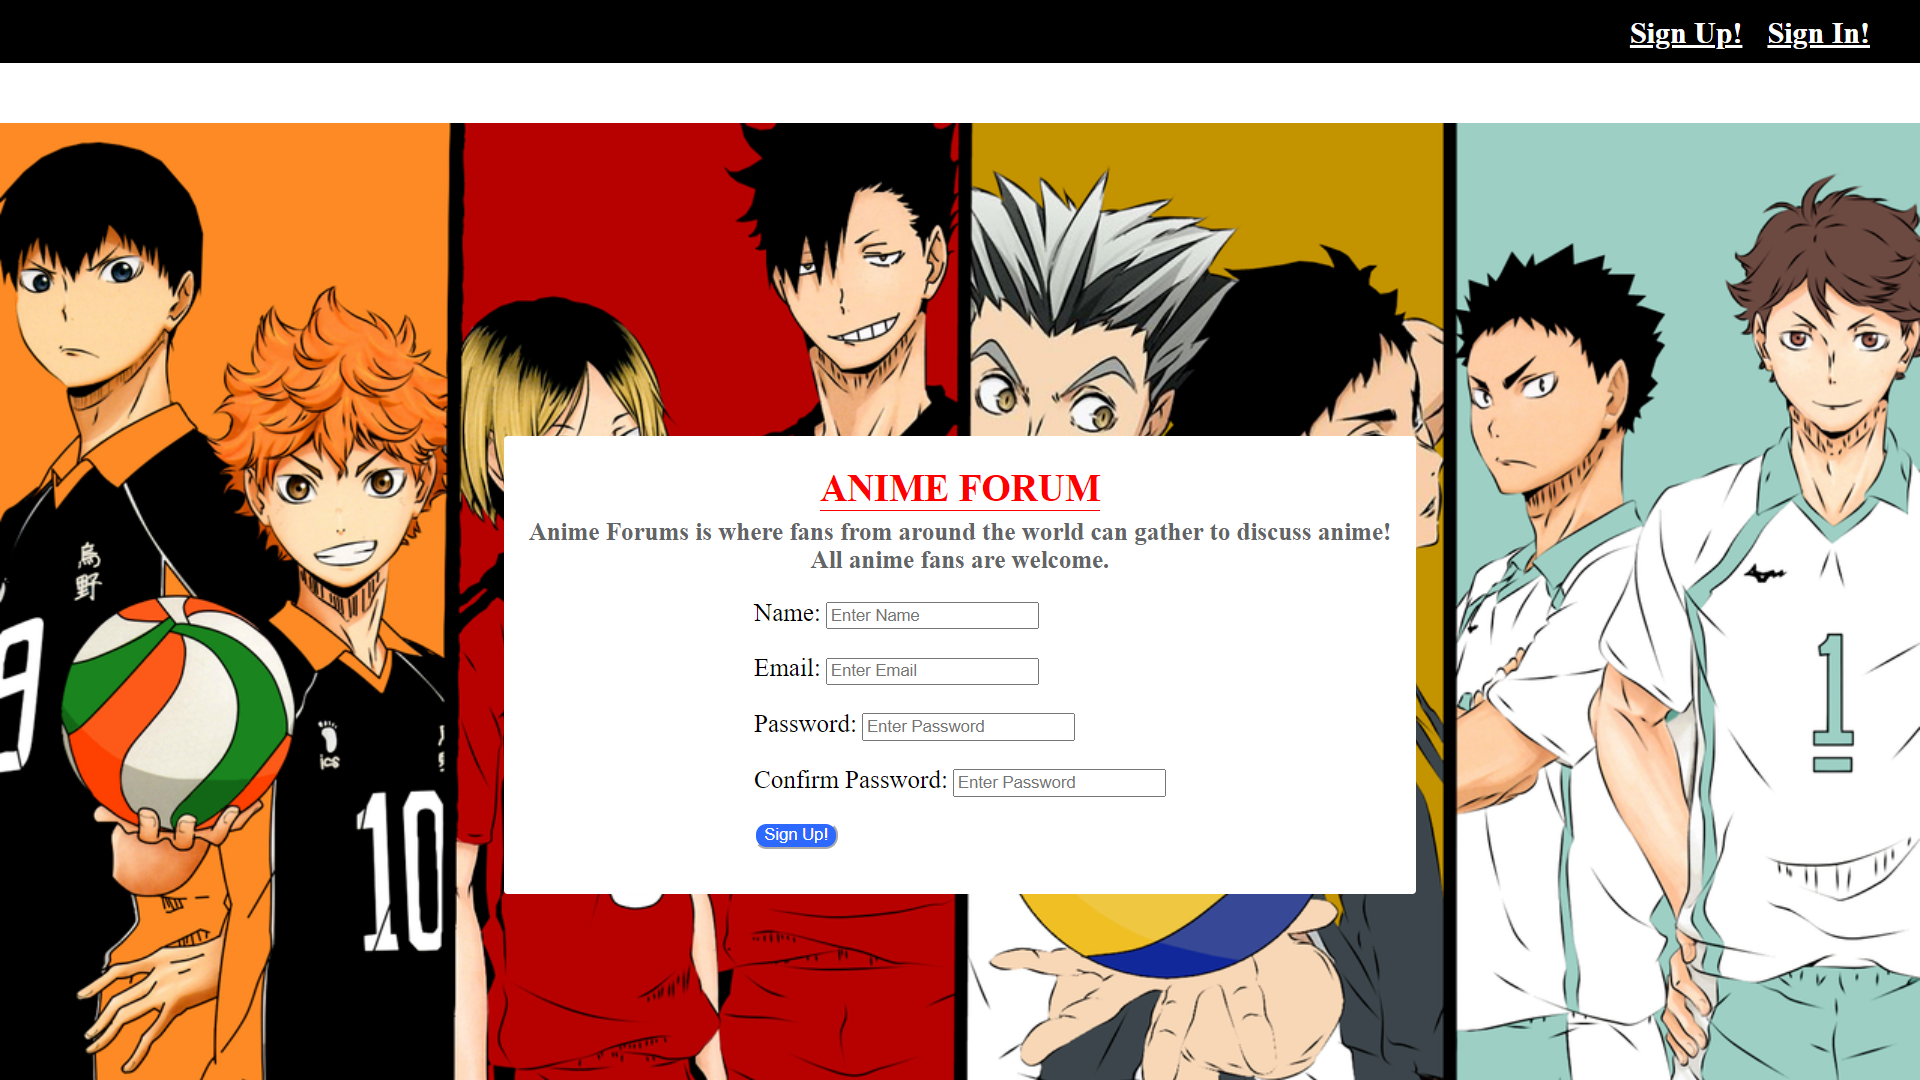 Sign Up! Sign In!
ANIME FORUM
Anime Forums is where fans from around the world can gather to discuss anime!
All anime fans are welcome.
Name: Enter Name
Email: Enter Email
Password: Enter Password
Confirm Password: Enter Password
Sign Up!
烏
野
9
ics
10
1